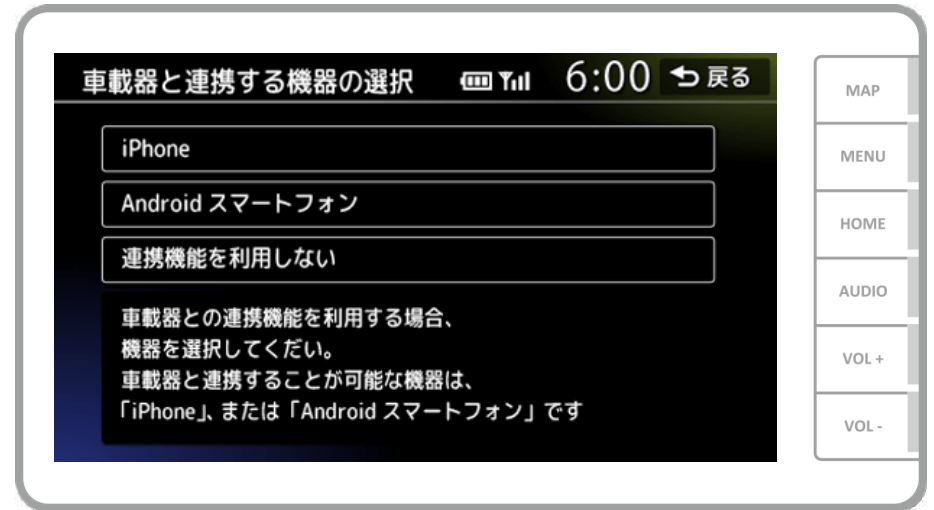 車載器と連携する機器の選択
6:00
戻る
iPhone
Android スマートフォン
連携機能を利用しない
車載器との連携機能を利用する場合、
機器を選択してくだい。
車載器と連携することが可能な機器は、
「iPhone」、または「Android スマートフォン」です
MAP
MENU
HOME
AUDIO
VOL +
VOL -